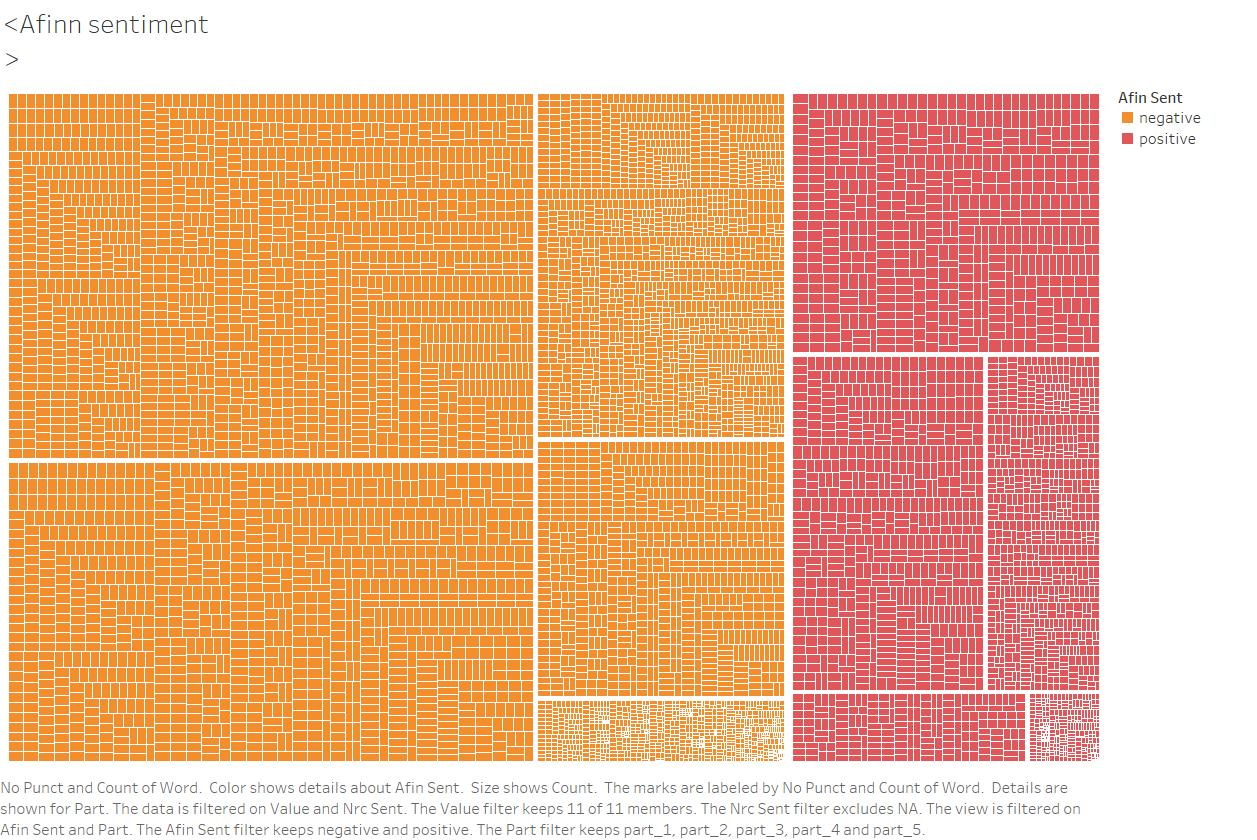 <Afinn sentiment
>
Afin Sent
negative
positive
No Punct and Count of Word.  Color shows details about Afin Sent.  Size shows Count.  The marks are labeled by No Punct and Count of Word.  Details are
shown for Part. The data is filtered on Value and Nrc Sent. The Value filter keeps 11 of 11 members. The Nrc Sent filter excludes NA. The view is filtered on
Afin Sent and Part. The Afin Sent filter keeps negative and positive. The Part filter keeps part_1, part_2, part_3, part_4 and part_5.